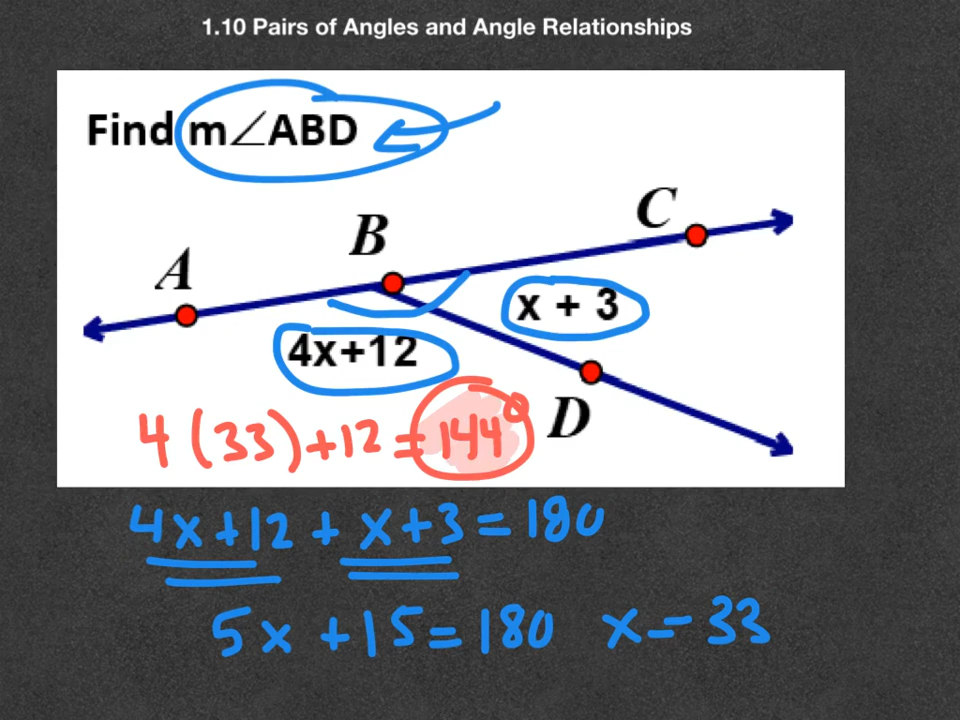 1.10 Pairs of Angles and Angle Relationships
Find m∠ABD
C
B
A
x + 3
4x+12
D
4(33)+12=144°
4x+12+x+3=180
5x+15=180 x=33